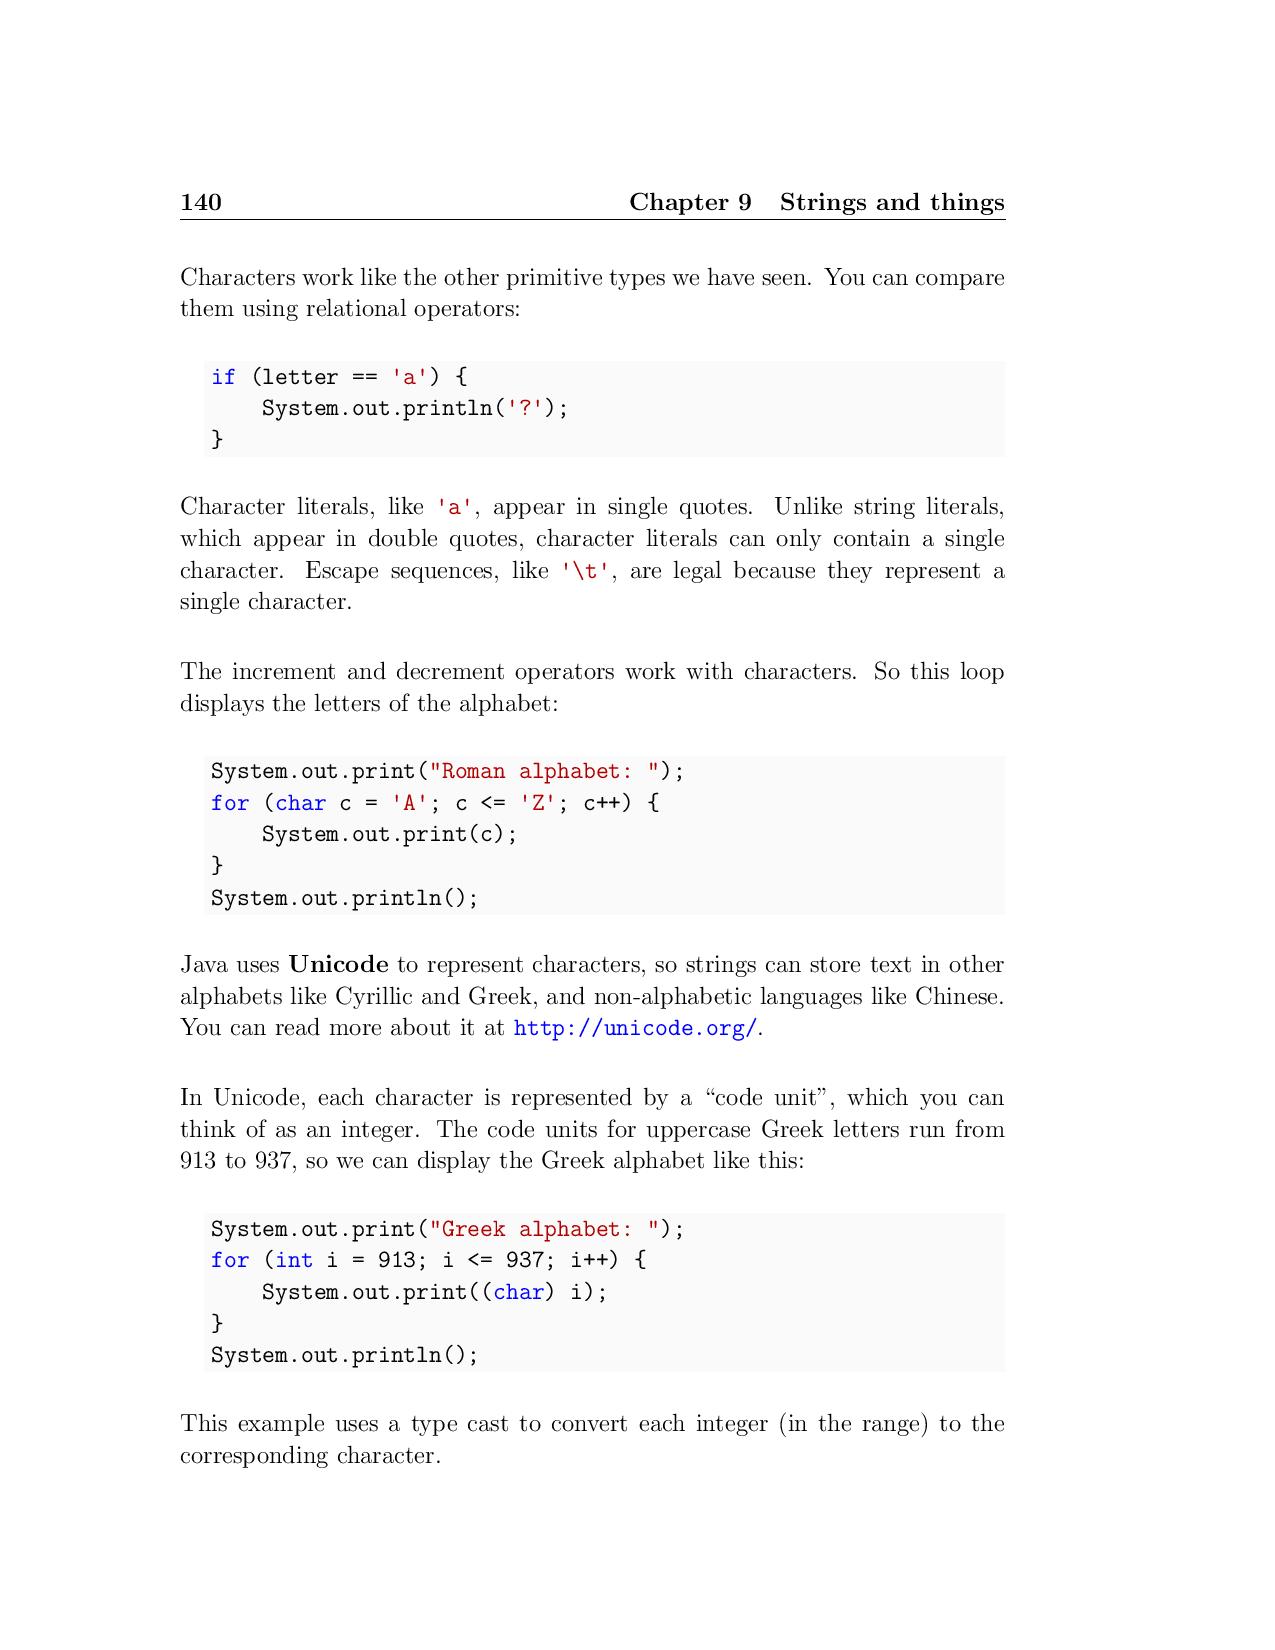 140 Chapter 9 Strings and things
Characters work like the other primitive types we have seen. You can compare
them using relational operators:
if (letter == 'a') {
    System.out.println('?');
}
Character literals, like 'a', appear in single quotes. Unlike string literals,
which appear in double quotes, character literals can only contain a single
character. Escape sequences, like '\t', are legal because they represent a
single character.
The increment and decrement operators work with characters. So this loop
displays the letters of the alphabet:
System.out.print("Roman alphabet: ");
for (char c = 'A'; c <= 'Z'; c++) {
    System.out.print(c);
}
System.out.println();
Java uses Unicode to represent characters, so strings can store text in other
alphabets like Cyrillic and Greek, and non-alphabetic languages like Chinese.
You can read more about it at http://unicode.org/.
In Unicode, each character is represented by a “code unit”, which you can
think of as an integer. The code units for uppercase Greek letters run from
913 to 937, so we can display the Greek alphabet like this:
System.out.print("Greek alphabet: ");
for (int i = 913; i <= 937; i++) {
    System.out.print((char) i);
}
System.out.println();
This example uses a type cast to convert each integer (in the range) to the
corresponding character.